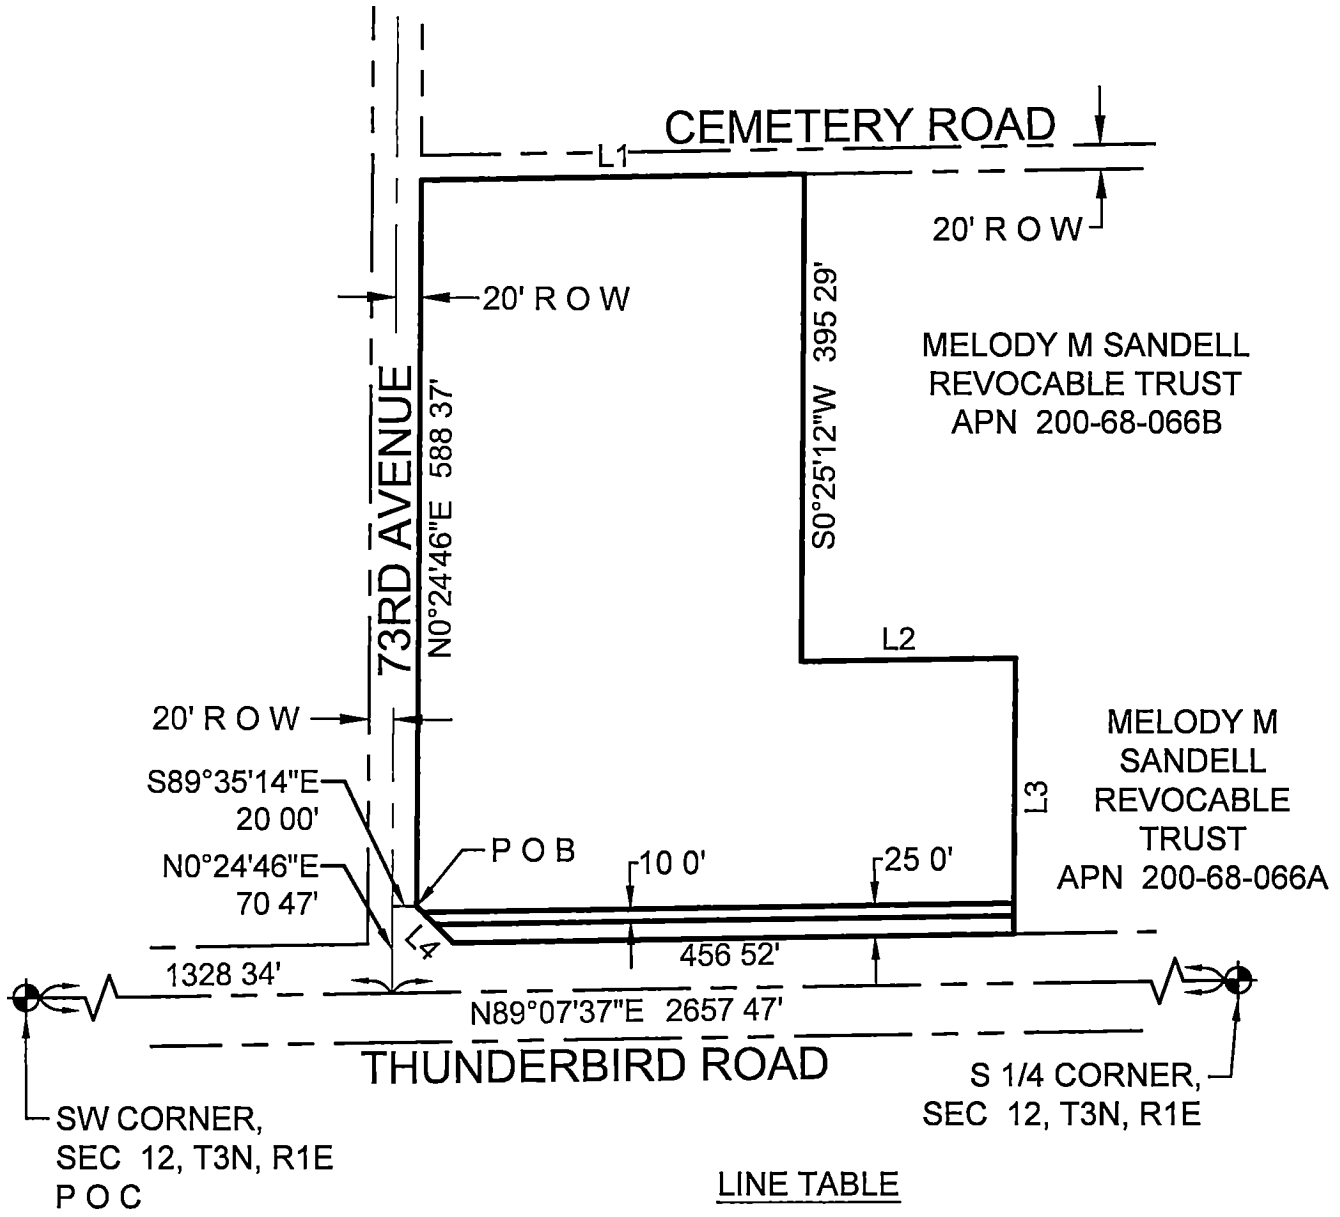 CEMETERY ROAD
L1
20' R O W
20' R O W
S0°25'12"W 395 29'
MELODY M SANDELL
REVOCABLE TRUST
APN 200-68-066B
73RD AVENUE
N0°24'46"E 588 37'
L2
20' R O W
MELODY M
SANDELL
REVOCABLE
TRUST
APN 200-68-066A
S89°35'14"E
20 00'
L3
N0°24'46"E
70 47'
P O B
10 0'
25 0'
L4
456 52'
1328 34'
N89°07'37"E 2657 47'
THUNDERBIRD ROAD
S 1/4 CORNER,
SEC 12, T3N, R1E
SW CORNER,
SEC 12, T3N, R1E
P O C
LINE TABLE